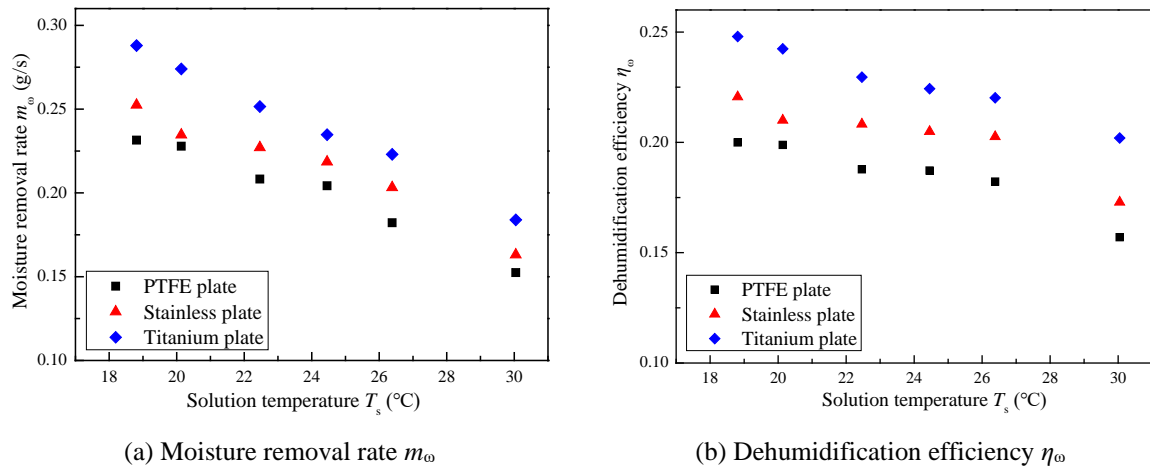 0.30
0.25
0.20
0.15
0.10
Moisture removal rate mω (g/s)
PTFE plate
Stainless plate
Titanium plate
18 20 22 24 26 28 30
Solution temperature Ts (℃)
(a) Moisture removal rate mω
0.25
0.20
0.15
0.10
Dehumidification efficiency ηω
PTFE plate
Stainless plate
Titanium plate
18 20 22 24 26 28 30
Solution temperature Ts (℃)
(b) Dehumidification efficiency ηω